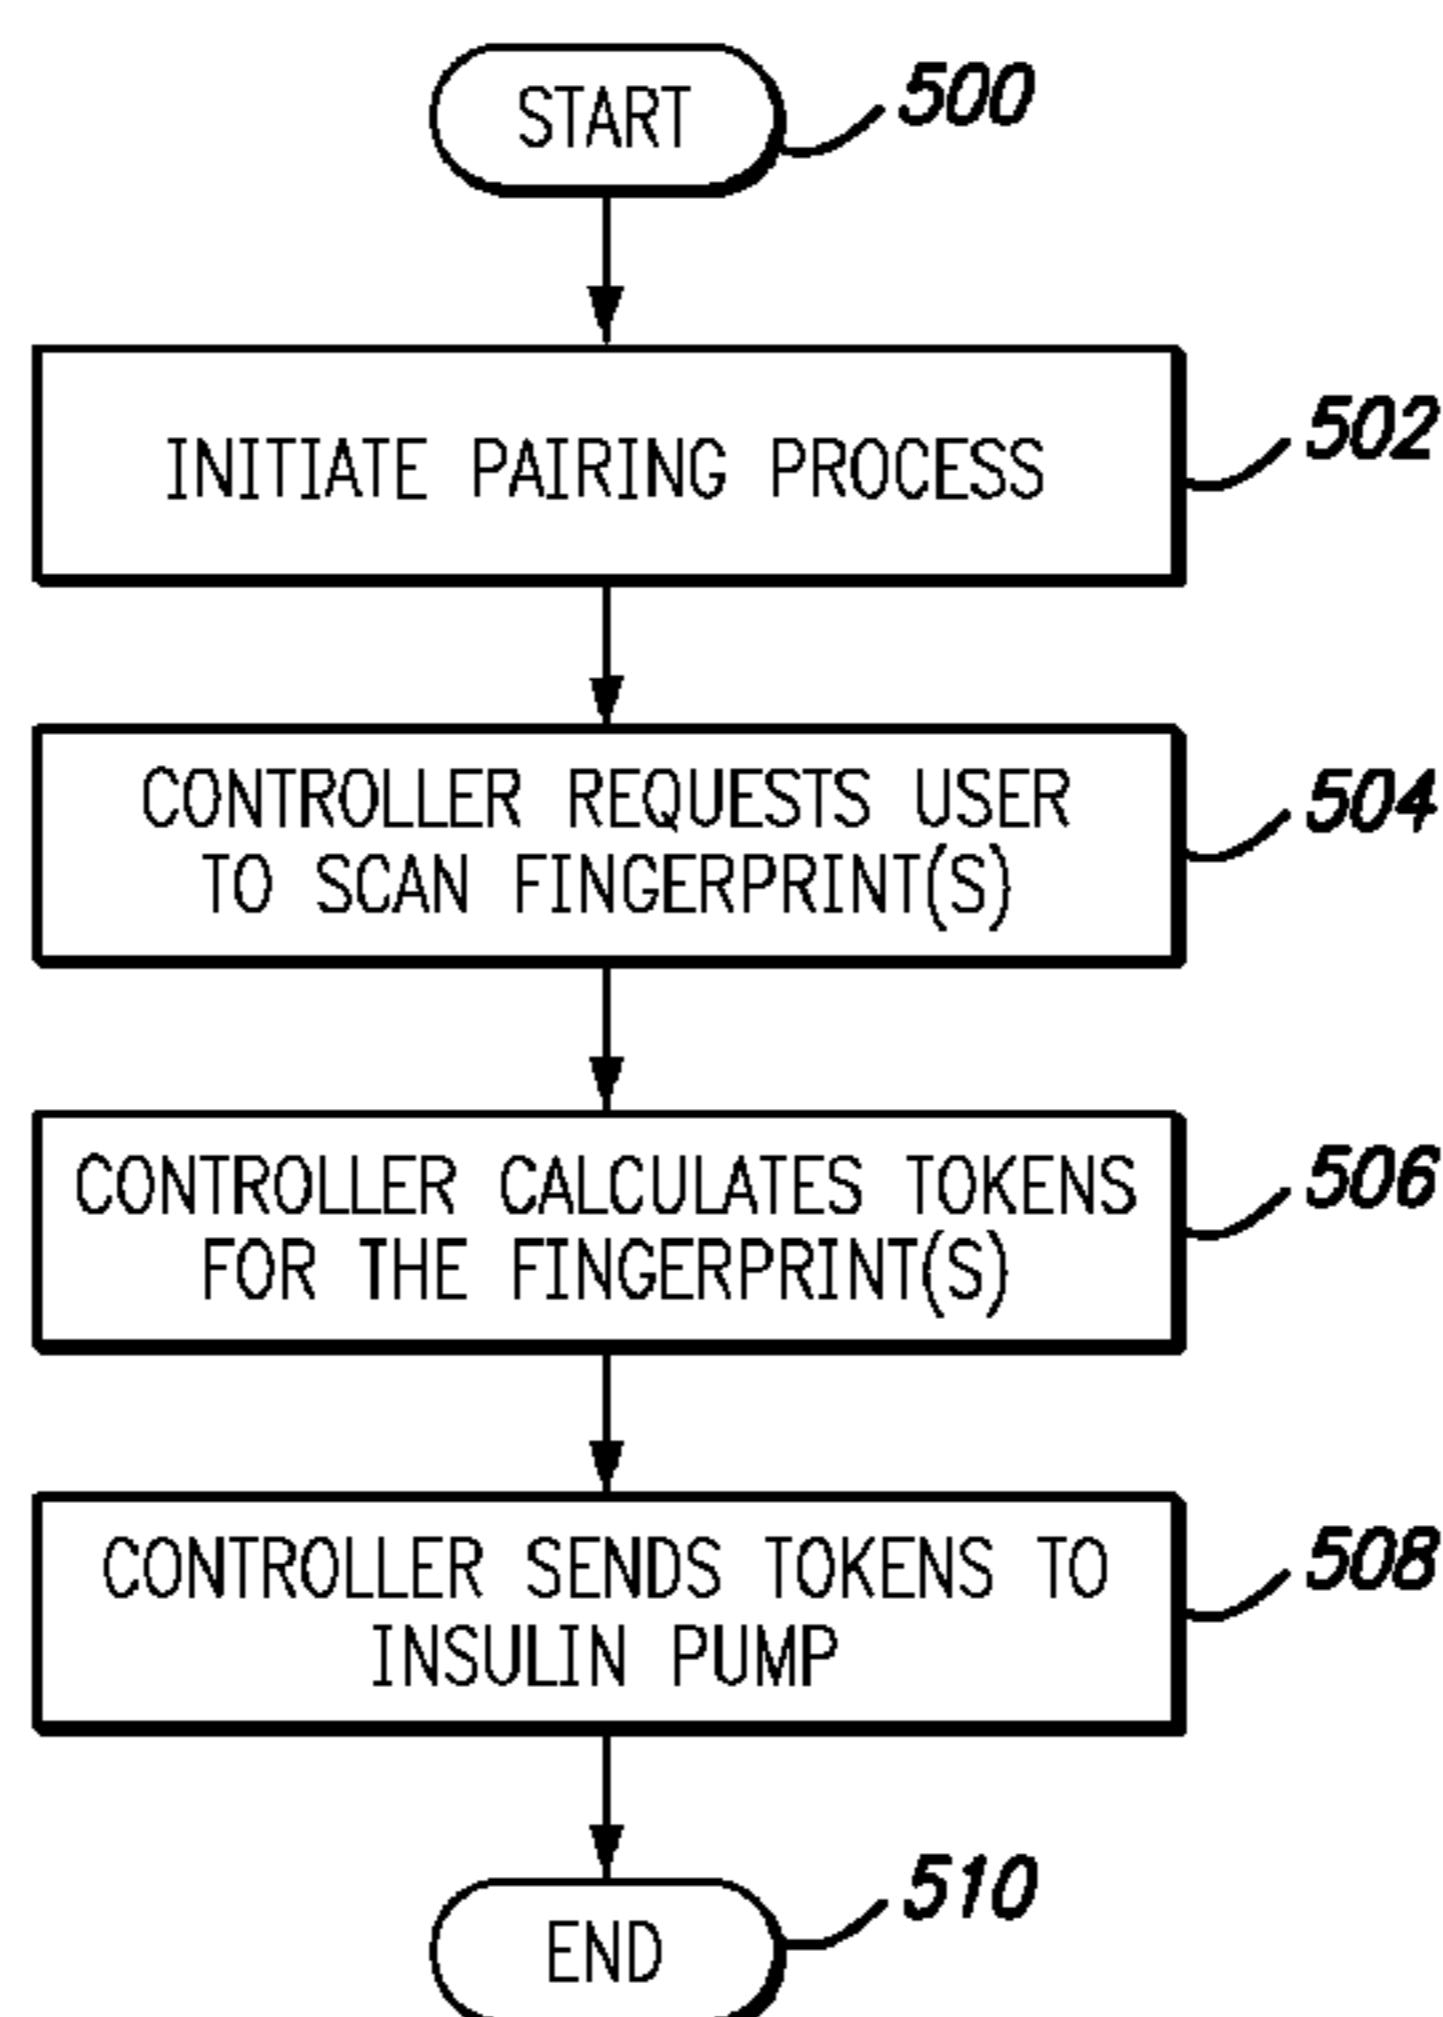 START
500
INITIATE PAIRING PROCESS
502
CONTROLLER REQUESTS USER
TO SCAN FINGERPRINT(S)
504
CONTROLLER CALCULATES TOKENS
FOR THE FINGERPRINT(S)
506
CONTROLLER SENDS TOKENS TO
INSULIN PUMP
508
END
510